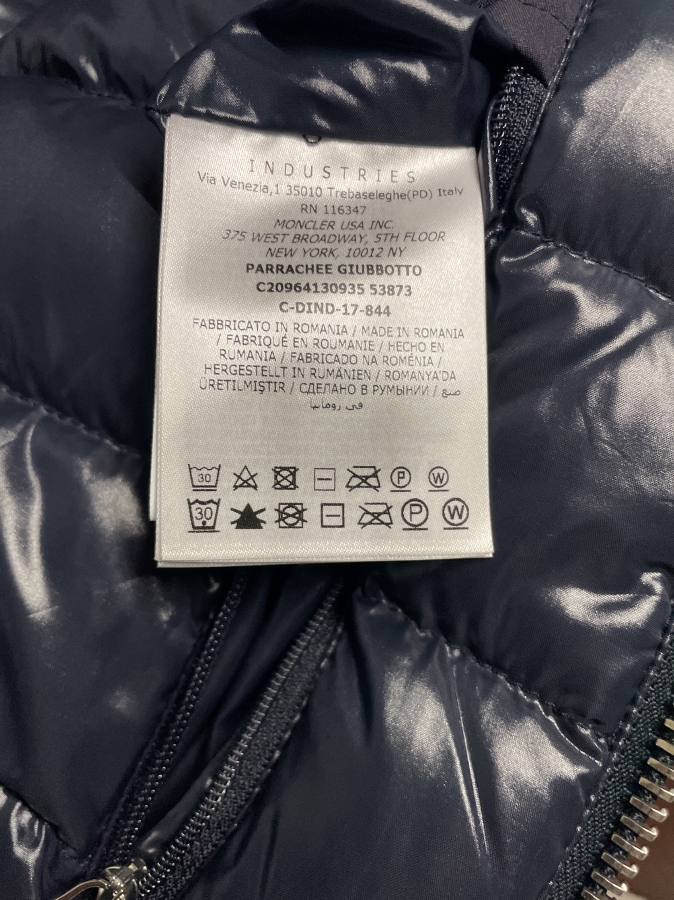 INDUSTRIES
Via Venezia,1 35010 Trebaseleghe(PD) Italy
RN 116347
MONCLER USA INC.
375 WEST BROADWAY, 5TH FLOOR
NEW YORK, 10012 NY
PARRACHEE GIUBBOTTO
C20964130935 53873
C-DIND-17-844
FABBRICATO IN ROMANIA / MADE IN ROMANIA
/ FABRIQUÉ EN ROUMANIE / HECHO EN
RUMANIA / FABRICADO NA ROMÉNIA /
HERGESTELLT IN RUMÄNIEN / ROMANYA'DA
ÜRETILMIŞTIR / СДЕЛАНО В РУМЫНИИ / صنع
في رومانيا
30 P W
30 P W